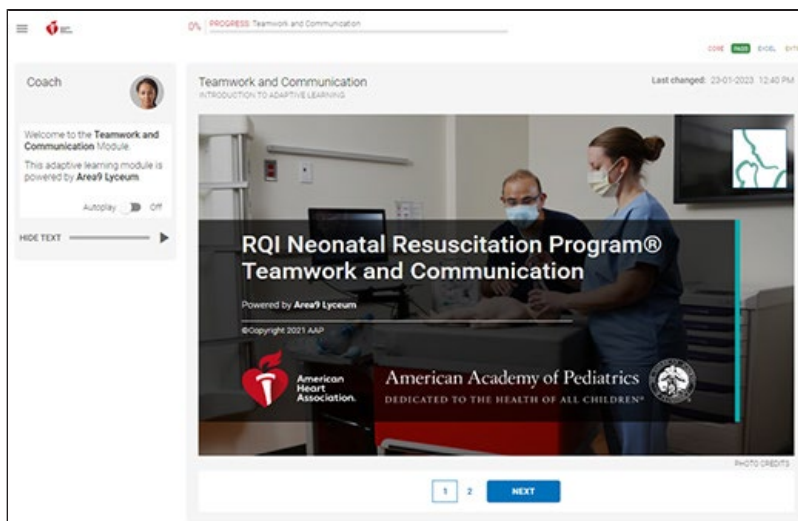 0% PROGRESS: Teamwork and Communication
CORE PASS EXCEL
Coach
Welcome to the Teamwork and
Communication Module.
This adaptive learning module is
powered by Area9 Lyceum
Autoplay Off
HIDE TEXT
Teamwork and Communication
INTRODUCTION TO ADAPTIVE LEARNING
Last changed: 23-01-2023 12:40 PM
RQI Neonatal Resuscitation Program®
Teamwork and Communication
Powered by Area9 Lyceum
©Copyright 2021 AAP
American
Heart
Association.
American Academy of Pediatrics
DEDICATED TO THE HEALTH OF ALL CHILDREN®
PHOTO CREDITS
1 2 NEXT